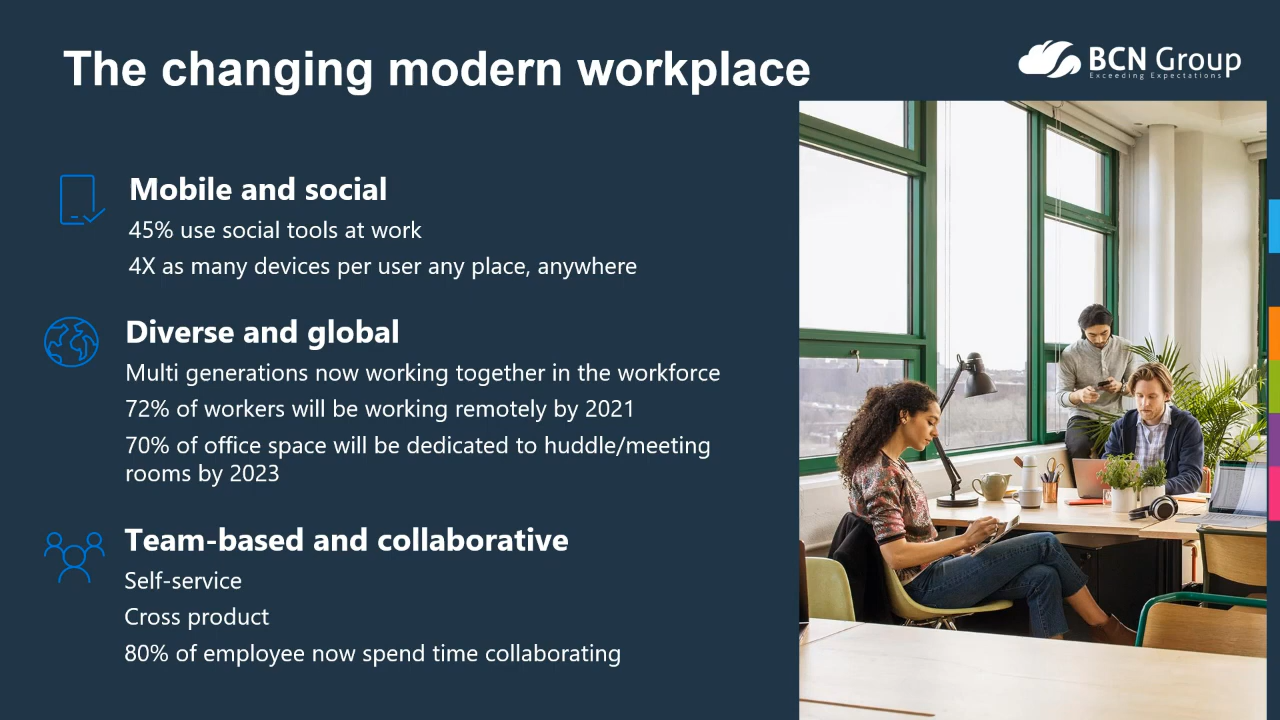 The changing modern workplace
BCN Group
Exceeding Expectations
Mobile and social
45% use social tools at work
4X as many devices per user any place, anywhere
Diverse and global
Multi generations now working together in the workforce
72% of workers will be working remotely by 2021
70% of office space will be dedicated to huddle/meeting
rooms by 2023
Team-based and collaborative
Self-service
Cross product
80% of employee now spend time collaborating